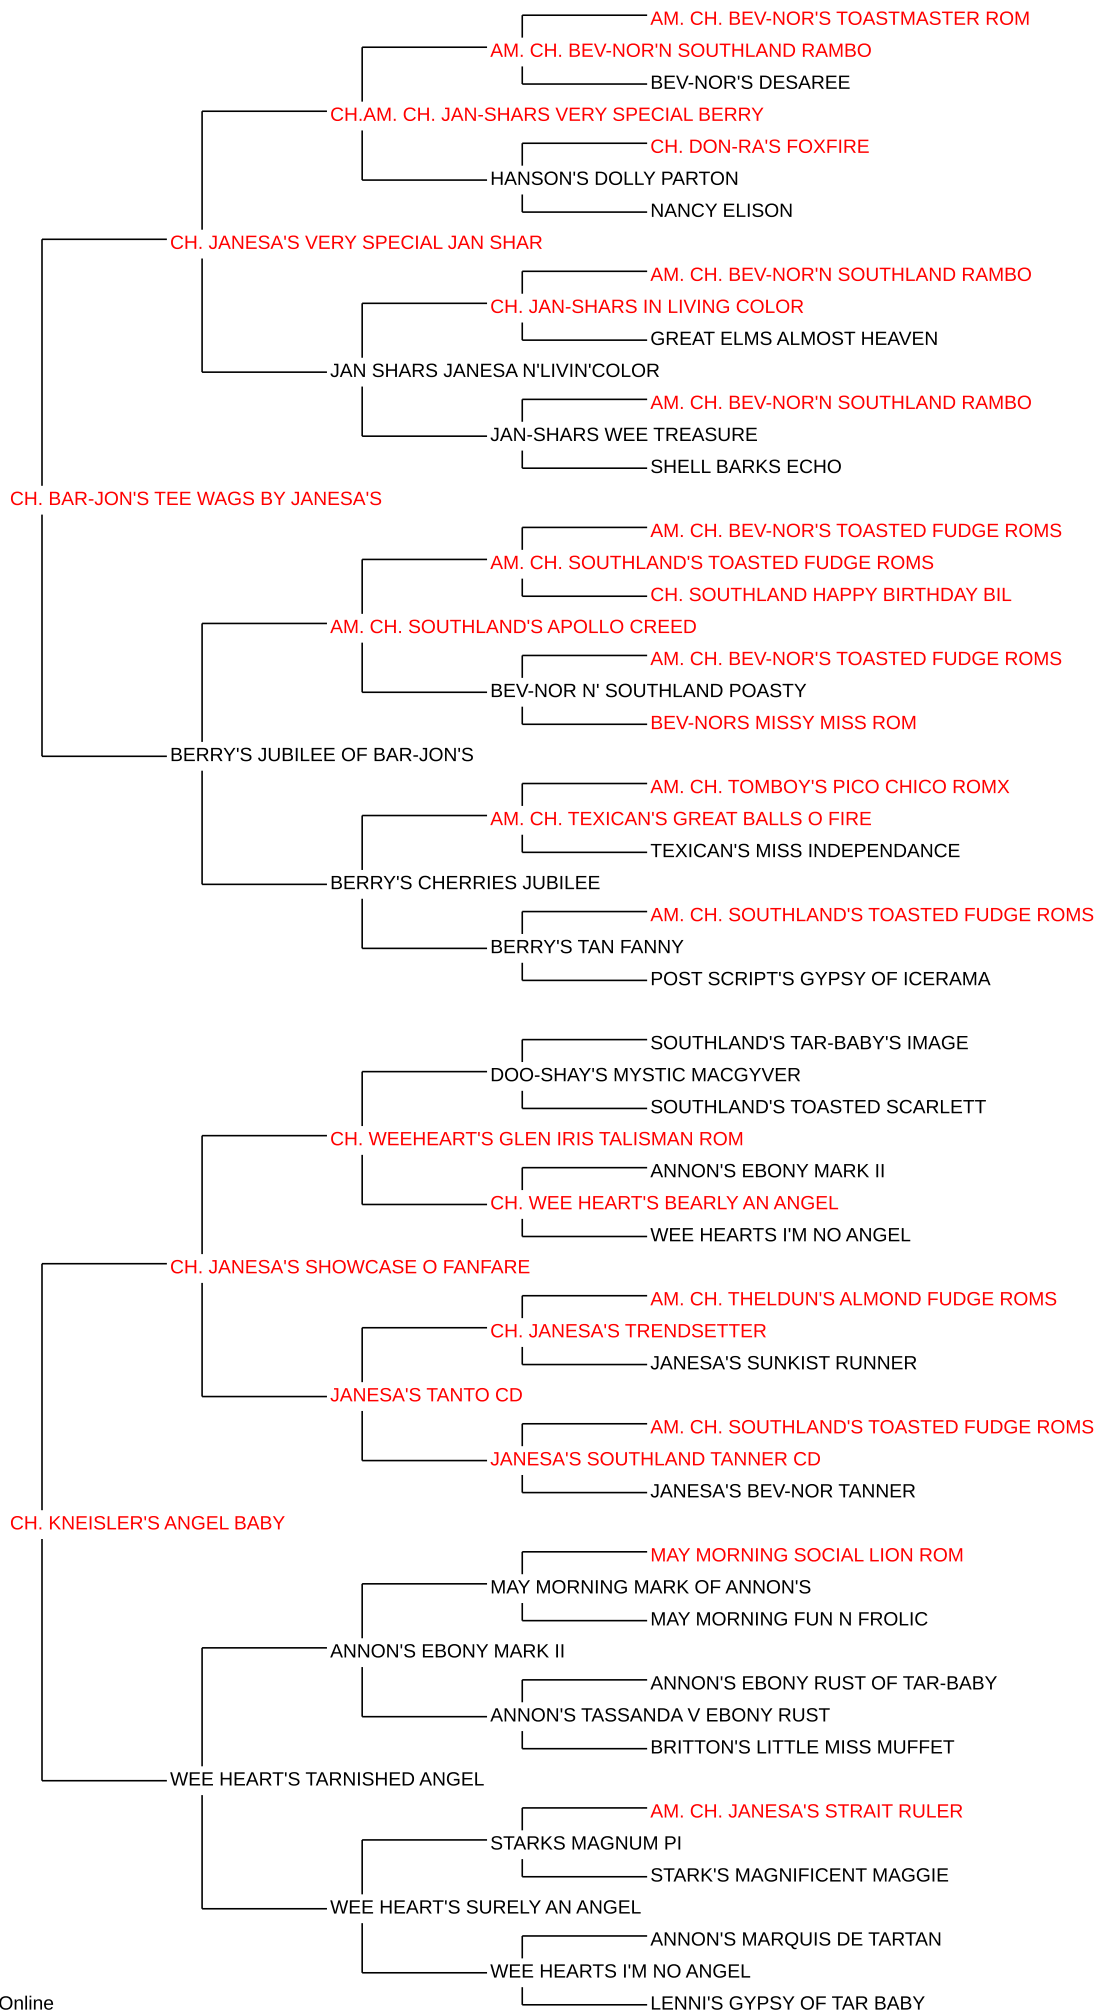 AM. CH. BEV-NOR'S TOASTMASTER ROM
AM. CH. BEV-NOR'N SOUTHLAND RAMBO
BEV-NOR'S DESAREE
CH.AM. CH. JAN-SHARS VERY SPECIAL BERRY
CH. DON-RA'S FOXFIRE
HANSON'S DOLLY PARTON
NANCY ELISON
CH. JANESA'S VERY SPECIAL JAN SHAR
AM. CH. BEV-NOR'N SOUTHLAND RAMBO
CH. JAN-SHARS IN LIVING COLOR
GREAT ELMS ALMOST HEAVEN
JAN SHARS JANESA N'LIVIN'COLOR
AM. CH. BEV-NOR'N SOUTHLAND RAMBO
JAN-SHARS WEE TREASURE
SHELL BARKS ECHO
CH. BAR-JON'S TEE WAGS BY JANESA'S
AM. CH. BEV-NOR'S TOASTED FUDGE ROMS
AM. CH. SOUTHLAND'S TOASTED FUDGE ROMS
CH. SOUTHLAND HAPPY BIRTHDAY BIL
AM. CH. SOUTHLAND'S APOLLO CREED
AM. CH. BEV-NOR'S TOASTED FUDGE ROMS
BEV-NOR N' SOUTHLAND POASTY
BEV-NORS MISSY MISS ROM
BERRY'S JUBILEE OF BAR-JON'S
AM. CH. TOMBOY'S PICO CHICO ROMX
AM. CH. TEXICAN'S GREAT BALLS O FIRE
TEXICAN'S MISS INDEPENDANCE
BERRY'S CHERRIES JUBILEE
AM. CH. SOUTHLAND'S TOASTED FUDGE ROMS
BERRY'S TAN FANNY
POST SCRIPT'S GYPSY OF ICERAMA
SOUTHLAND'S TAR-BABY'S IMAGE
DOO-SHAY'S MYSTIC MACGYVER
SOUTHLAND'S TOASTED SCARLETT
CH. WEEHEART'S GLEN IRIS TALISMAN ROM
ANNON'S EBONY MARK II
CH. WEE HEART'S BEARLY AN ANGEL
WEE HEARTS I'M NO ANGEL
CH. JANESA'S SHOWCASE O FANFARE
AM. CH. THELDUN'S ALMOND FUDGE ROMS
CH. JANESA'S TRENDSETTER
JANESA'S SUNKIST RUNNER
JANESA'S TANTO CD
AM. CH. SOUTHLAND'S TOASTED FUDGE ROMS
JANESA'S SOUTHLAND TANNER CD
JANESA'S BEV-NOR TANNER
CH. KNEISLER'S ANGEL BABY
MAY MORNING SOCIAL LION ROM
MAY MORNING MARK OF ANNON'S
MAY MORNING FUN N FROLIC
ANNON'S EBONY MARK II
ANNON'S EBONY RUST OF TAR-BABY
ANNON'S TASSANDA V EBONY RUST
BRITTON'S LITTLE MISS MUFFET
WEE HEART'S TARNISHED ANGEL
AM. CH. JANESA'S STRAIT RULER
STARKS MAGNUM PI
STARK'S MAGNIFICENT MAGGIE
WEE HEART'S SURELY AN ANGEL
ANNON'S MARQUIS DE TARTAN
WEE HEARTS I'M NO ANGEL
LENNI'S GYPSY OF TAR BABY
Online